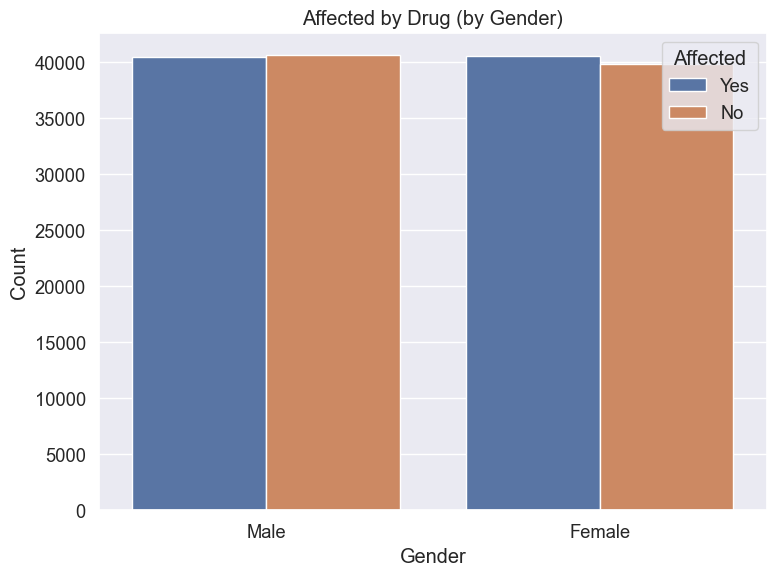 Affected by Drug (by Gender)
Affected
Yes
No
40000
35000
30000
25000
20000
15000
10000
5000
0
Count
Male
Female
Gender